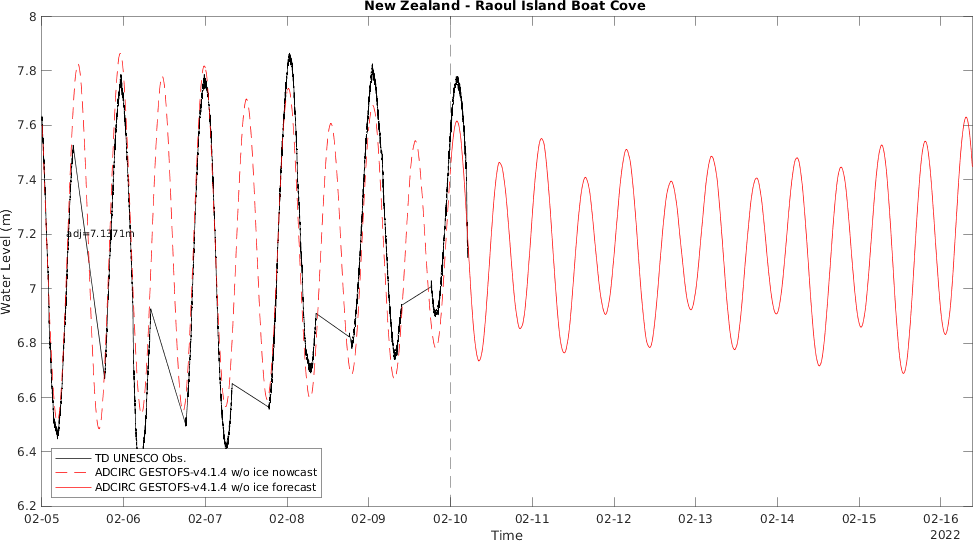 New Zealand - Raoul Island Boat Cove
8
7.8
7.6
7.4
7.2
7
6.8
6.6
6.4
6.2
Water Level (m)
adj=7.1371m
TD UNESCO Obs.
ADCIRC GESTOFS-v4.1.4 w/o ice nowcast
ADCIRC GESTOFS-v4.1.4 w/o ice forecast
02-05 02-06 02-07 02-08 02-09 02-10 02-11 02-12 02-13 02-14 02-15 02-16
Time
2022